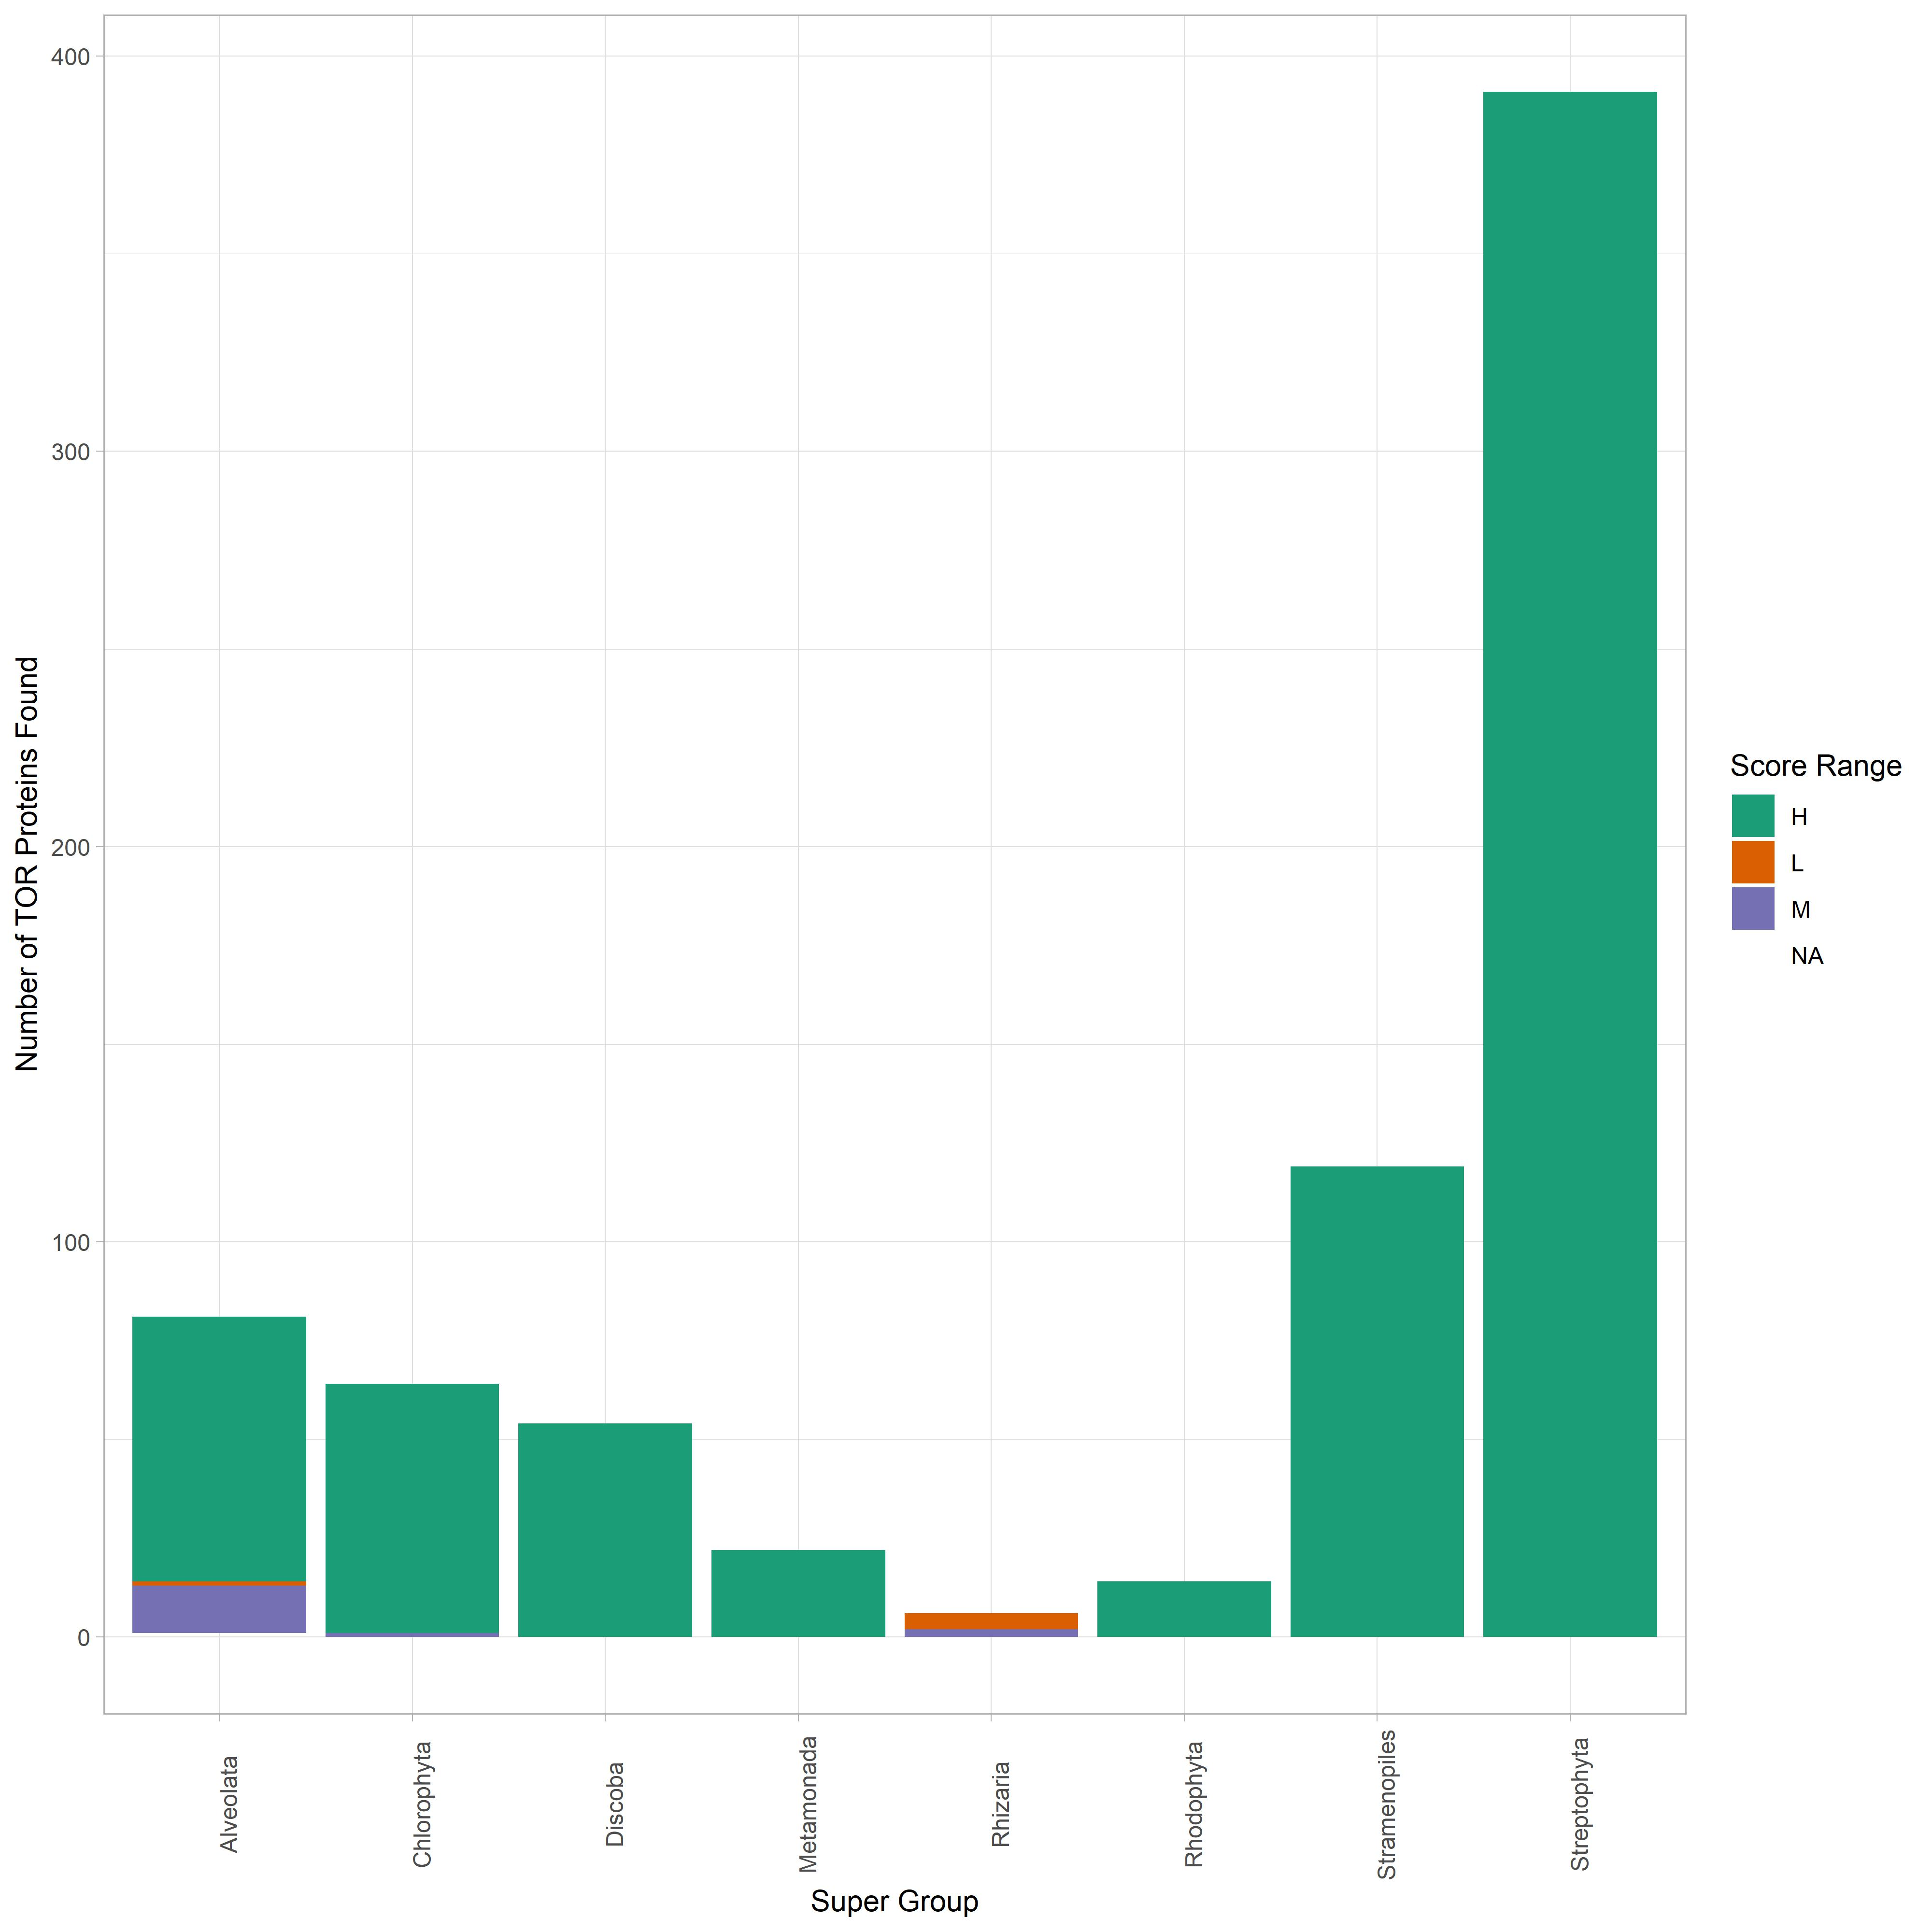 400
300
200
100
0
Number of TOR Proteins Found
Alveolata
Chlorophyta
Discoba
Metamonada
Rhizaria
Rhodophyta
Stramenopiles
Streptophyta
Super Group
Score Range
H
L
M
NA